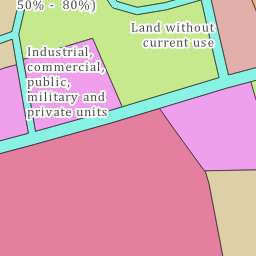 50% - 80%)
Land without
current use
Industrial,
commercial,
public,
military and
private units